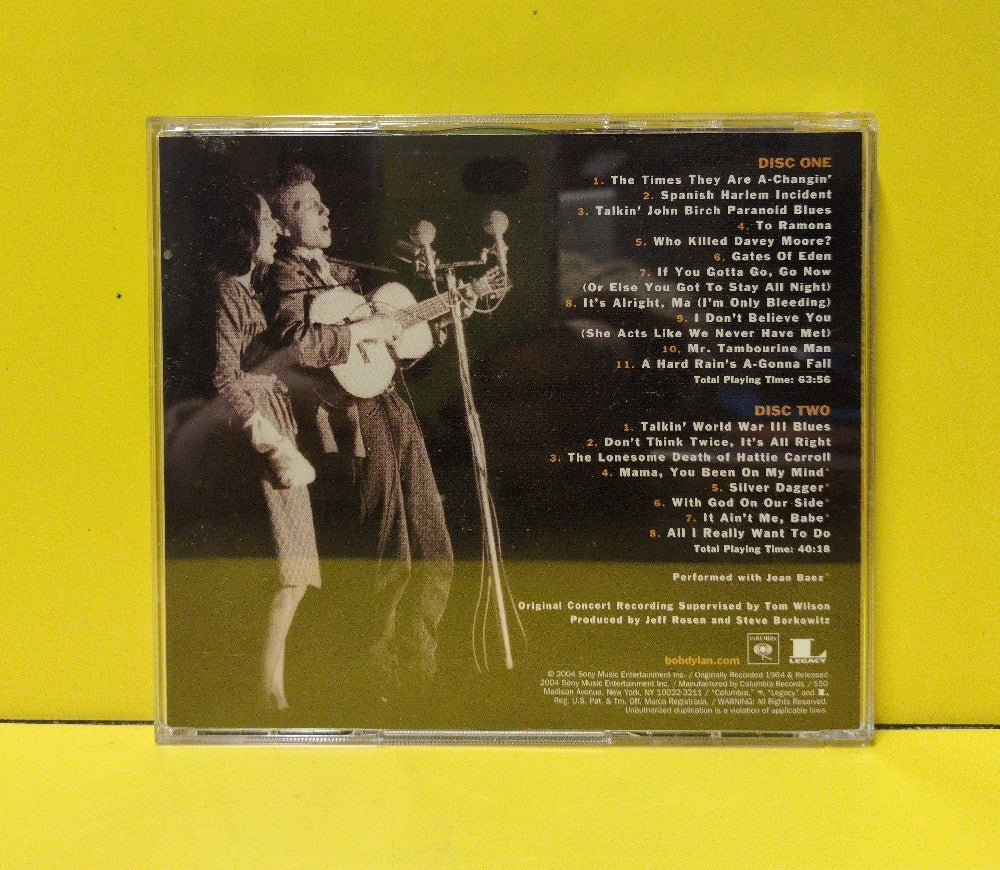 DISC ONE
1. The Times They Are A-Changin'
2. Spanish Harlem Incident
3. Talkin' John Birch Paranoid Blues
4. To Ramona
5. Who Killed Davey Moore?
6. Gates Of Eden
7. If You Gotta Go, Go Now
(Or Else You Got To Stay All Night)
8. It's Alright, Ma (I'm Only Bleeding)
9. I Don't Believe You
(She Acts Like We Never Have Met)
10. Mr. Tambourine Man
11. A Hard Rain's A-Gonna Fall
Total Playing Time: 63:56
DISC TWO
1. Talkin' World War III Blues
2. Don't Think Twice, It's All Right
3. The Lonesome Death of Hattie Carroll
4. Mama, You Been On My Mind*
5. Silver Dagger*
6. With God On Our Side*
7. It Ain't Me, Babe*
8. All I Really Want To Do
Total Playing Time: 40:18
Performed with Joan Baez*
Original Concert Recording Supervised by Tom Wilson
Produced by Jeff Rosen and Steve Berkowitz
bobdylan.com COLUMBIA L LEGACY
© 2004 Sony Music Entertainment Inc. / Originally Recorded 1964 & Released
2004 Sony Music Entertainment Inc. / Manufactured by Columbia Records / 550
Madison Avenue, New York, NY 10022-3211 / "Columbia," "Legacy" and L
Reg. U.S. Pat. & Tm. Off. Marca Registrada. / WARNING: All Rights Reserved.
Unauthorized duplication is a violation of applicable laws.